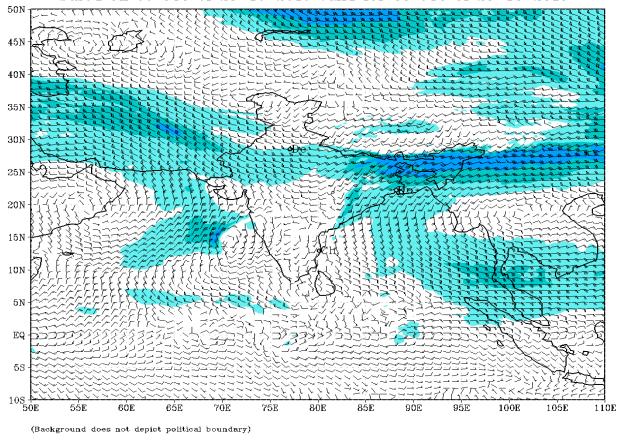 50N
45N
40N
35N
30N
25N
20N
15N
10N
5N
EQ
5S
10S
50E 55E 60E 65E 70E 75E 80E 85E 90E 95E 100E 105E 110E
(Background does not depict political boundary)